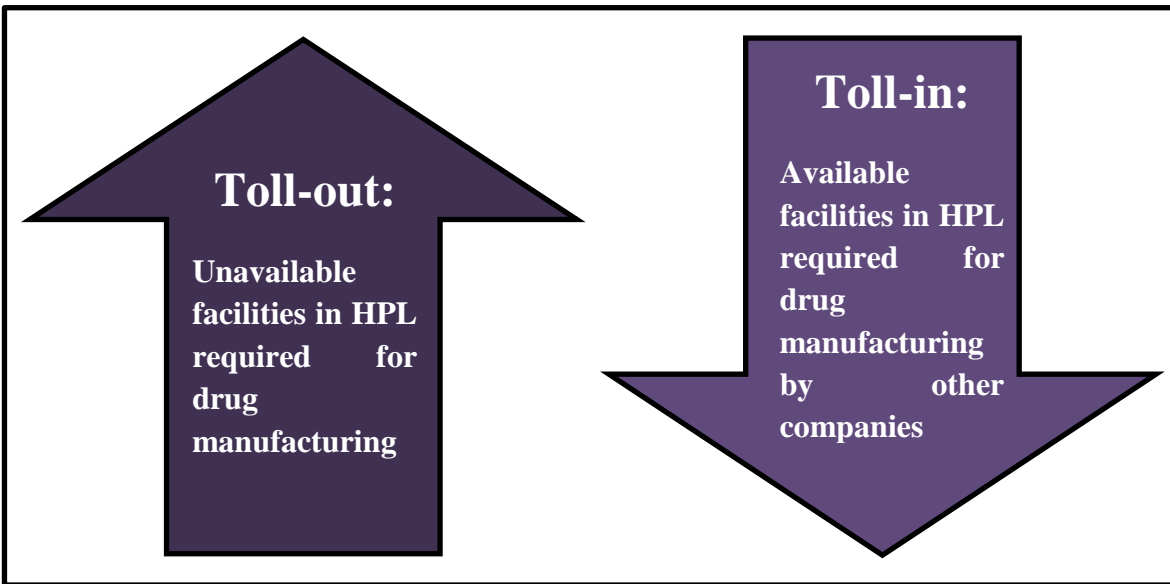 Toll-out:
Unavailable
facilities in HPL
required for
drug
manufacturing
Toll-in:
Available
facilities in HPL
required for
drug
manufacturing
by other
companies